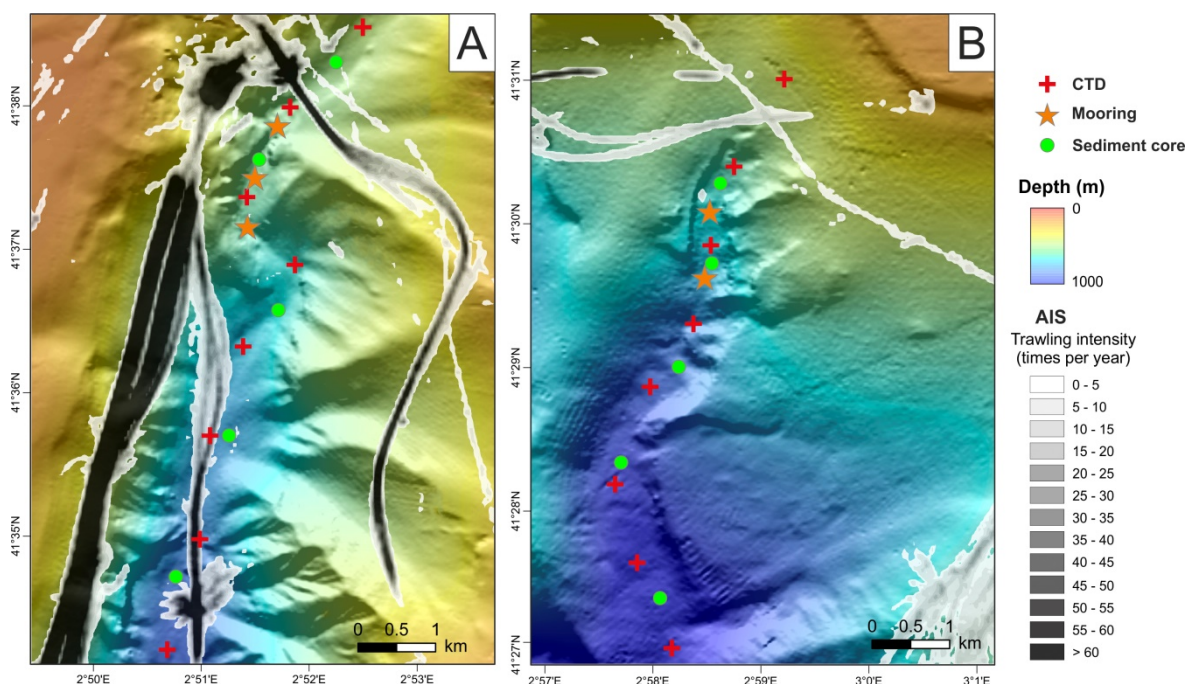 A
41°38'N
41°37'N
41°36'N
41°35'N
2°50'E
2°51'E
2°52'E
2°53'E
0 0.5 1
km
B
41°31'N
41°30'N
41°29'N
41°28'N
41°27'N
2°57'E
2°58'E
2°59'E
3°0'E
3°1'E
0 -0.5 1
km
CTD
Mooring
Sediment core
Depth (m)
0
1000
AIS
Trawling intensity
(times per year)
0 - 5
5 - 10
10 - 15
15 - 20
20 - 25
25 - 30
30 - 35
35 - 40
40 - 45
45 - 50
50 - 55
55 - 60
> 60